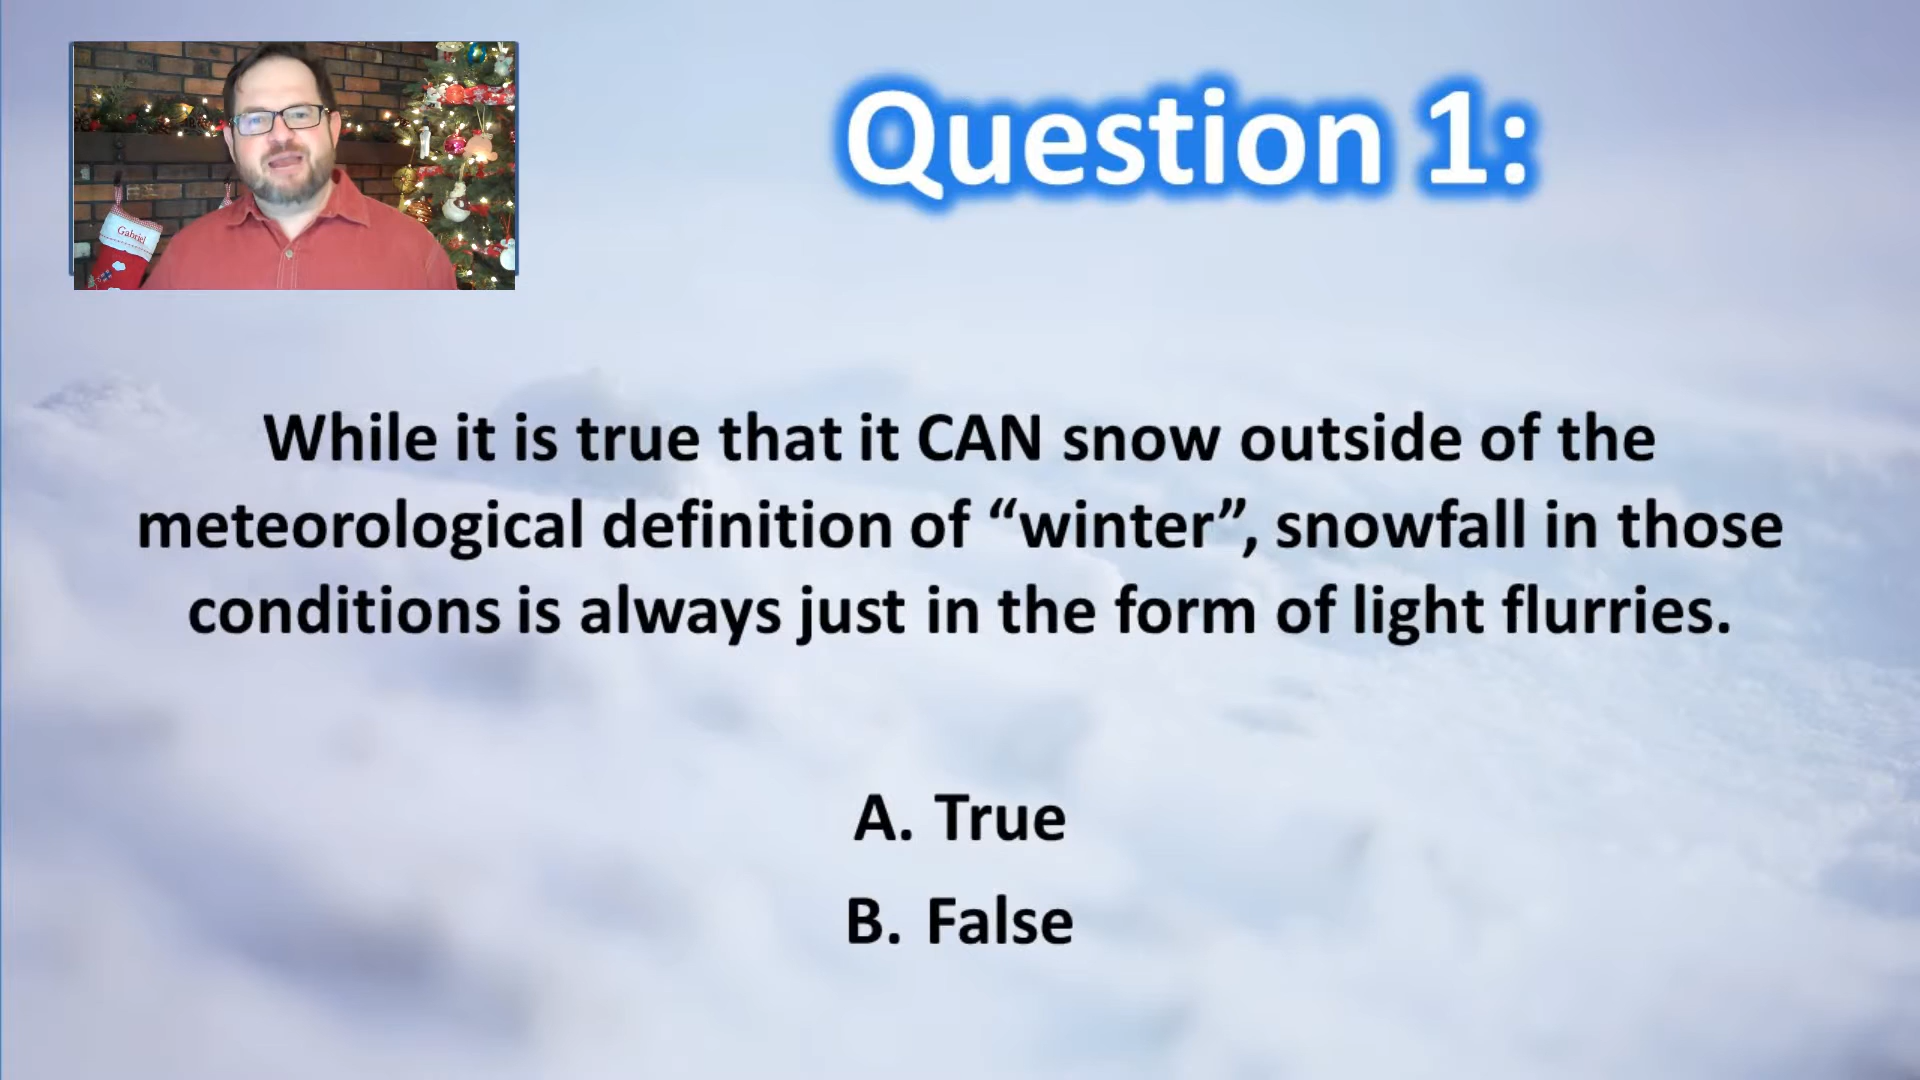 Question 1:
Gabriel
While it is true that it CAN snow outside of the
meteorological definition of “winter”, snowfall in those
conditions is always just in the form of light flurries.
A. True
B. False